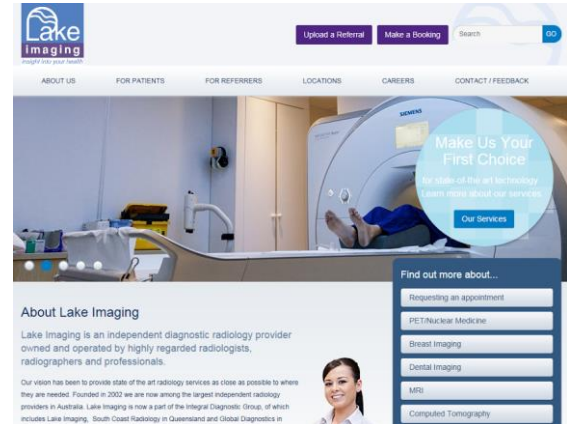 Lake
imaging
insight into your health
Upload a Referral
Make a Booking
Search
GO
ABOUT US
FOR PATIENTS
FOR REFERRERS
LOCATIONS
CAREERS
CONTACT / FEEDBACK
SIEMENS
Make Us Your
First Choice
for state of the art technology
Learn more about our services
Our Services
Find out more about...
Requesting an appointment
PET/Nuclear Medicine
Breast Imaging
Dental Imaging
MRI
Computed Tomography
About Lake Imaging
Lake Imaging is an independent diagnostic radiology provider
owned and operated by highly regarded radiologists,
radiographers and professionals.
Our vision has been to provide state of the art radiology services as close as possible to where
they are needed. Founded in 2002 we are now among the largest independent radiology
providers in Australia. Lake Imaging is now a part of the Integral Diagnostic Group, of which
includes Lake Imaging, South Coast Radiology in Queensland and Global Diagnostics in